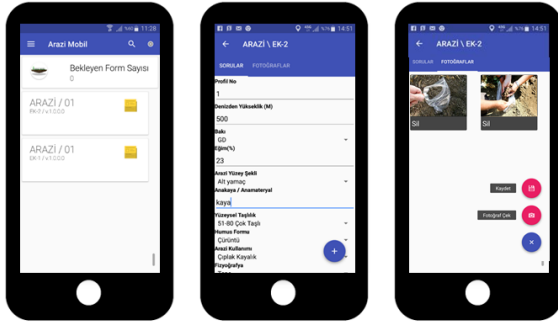 11:28
Arazi Mobil
Bekleyen Form Sayısı
0
ARAZİ / 01
EK-2 / v.1.0.0.0
ARAZİ / 01
EK-1 / v.1.0.0.0
14:51
ARAZİ \ EK-2
SORULAR FOTOĞRAFLAR
Profil No
1
Denizden Yükseklik (M)
500
Bakı
GD
Eğim(%)
23
Arazi Yüzey Şekli
Alt yamaç
Anakaya / Anamateryal
kaya
Yüzeysel Taşlılık
51-80 Çok Taşlı
Humus Formu
Çürüntü
Arazi Kullanımı
Çıplak Kayalık
Fizyoğrafya
14:51
ARAZİ \ EK-2
SORULAR FOTOĞRAFLAR
Sil Sil
Kaydet
Fotoğraf Çek